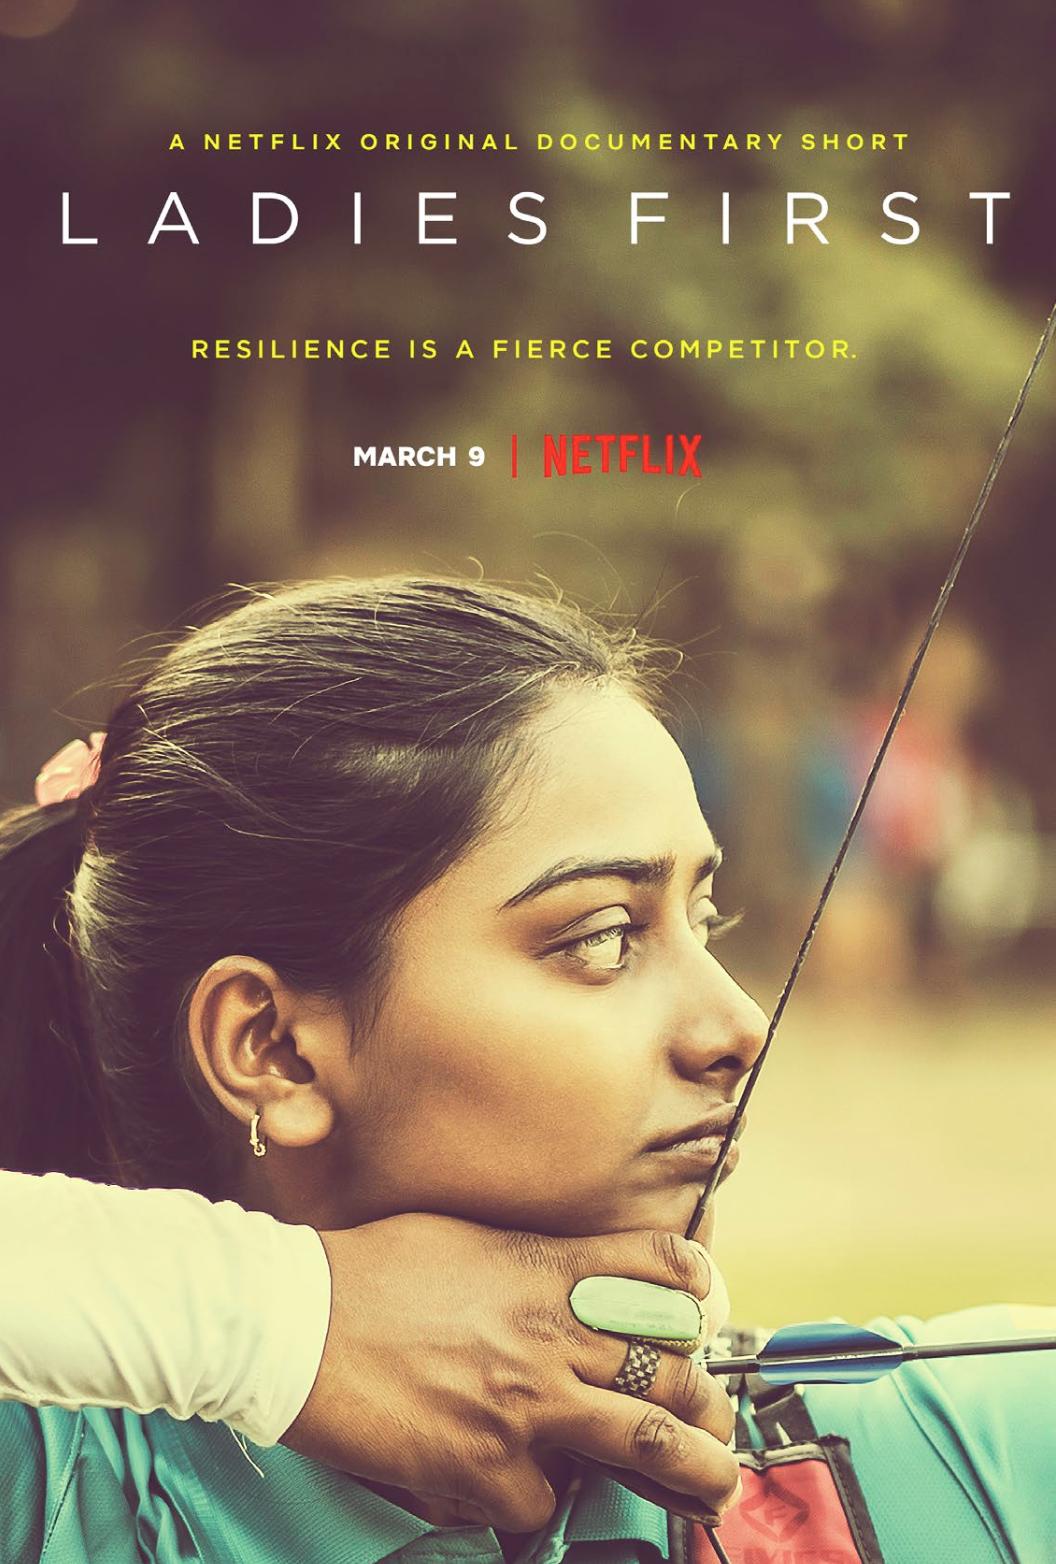 A NETFLIX ORIGINAL DOCUMENTARY SHORT
LADIES FIRST
RESILIENCE IS A FIERCE COMPETITOR.
MARCH 9 | NETFLIX